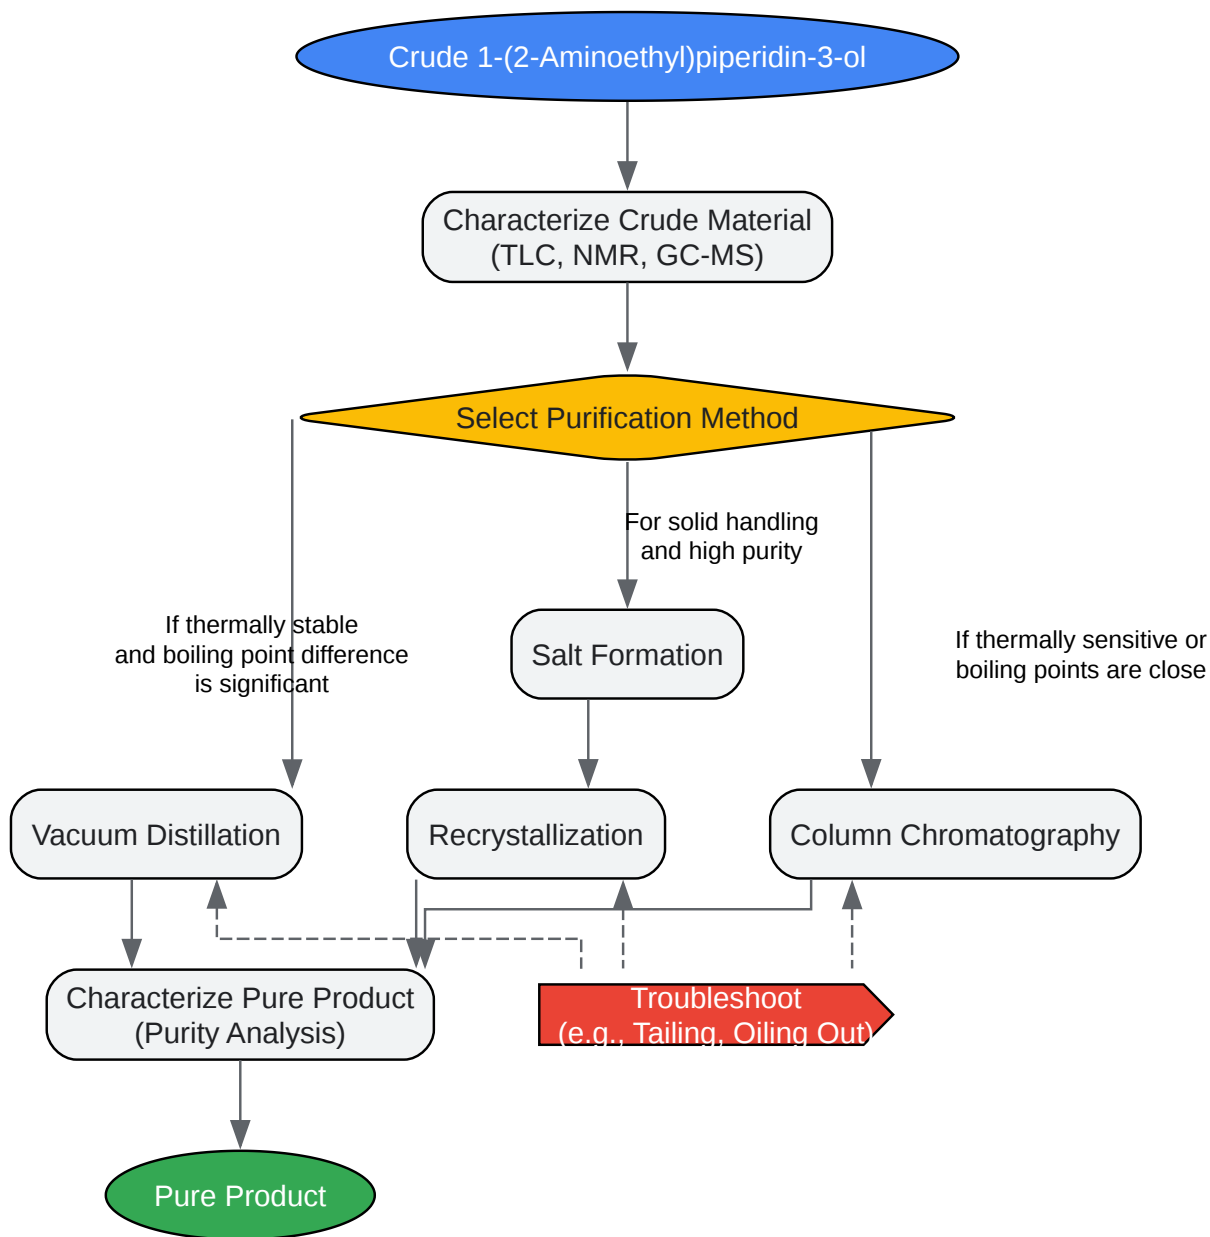 Crude 1-(2-Aminoethyl)piperidin-3-ol
Characterize Crude Material
(TLC, NMR, GC-MS)
Select Purification Method
For solid handling
and high purity
If thermally stable
and boiling point difference
is significant
Salt Formation
If thermally sensitive or
boiling points are close
Vacuum Distillation
Recrystallization
Column Chromatography
Characterize Pure Product
(Purity Analysis)
Troubleshoot
(e.g., Tailing, Oiling Out)
Pure Product